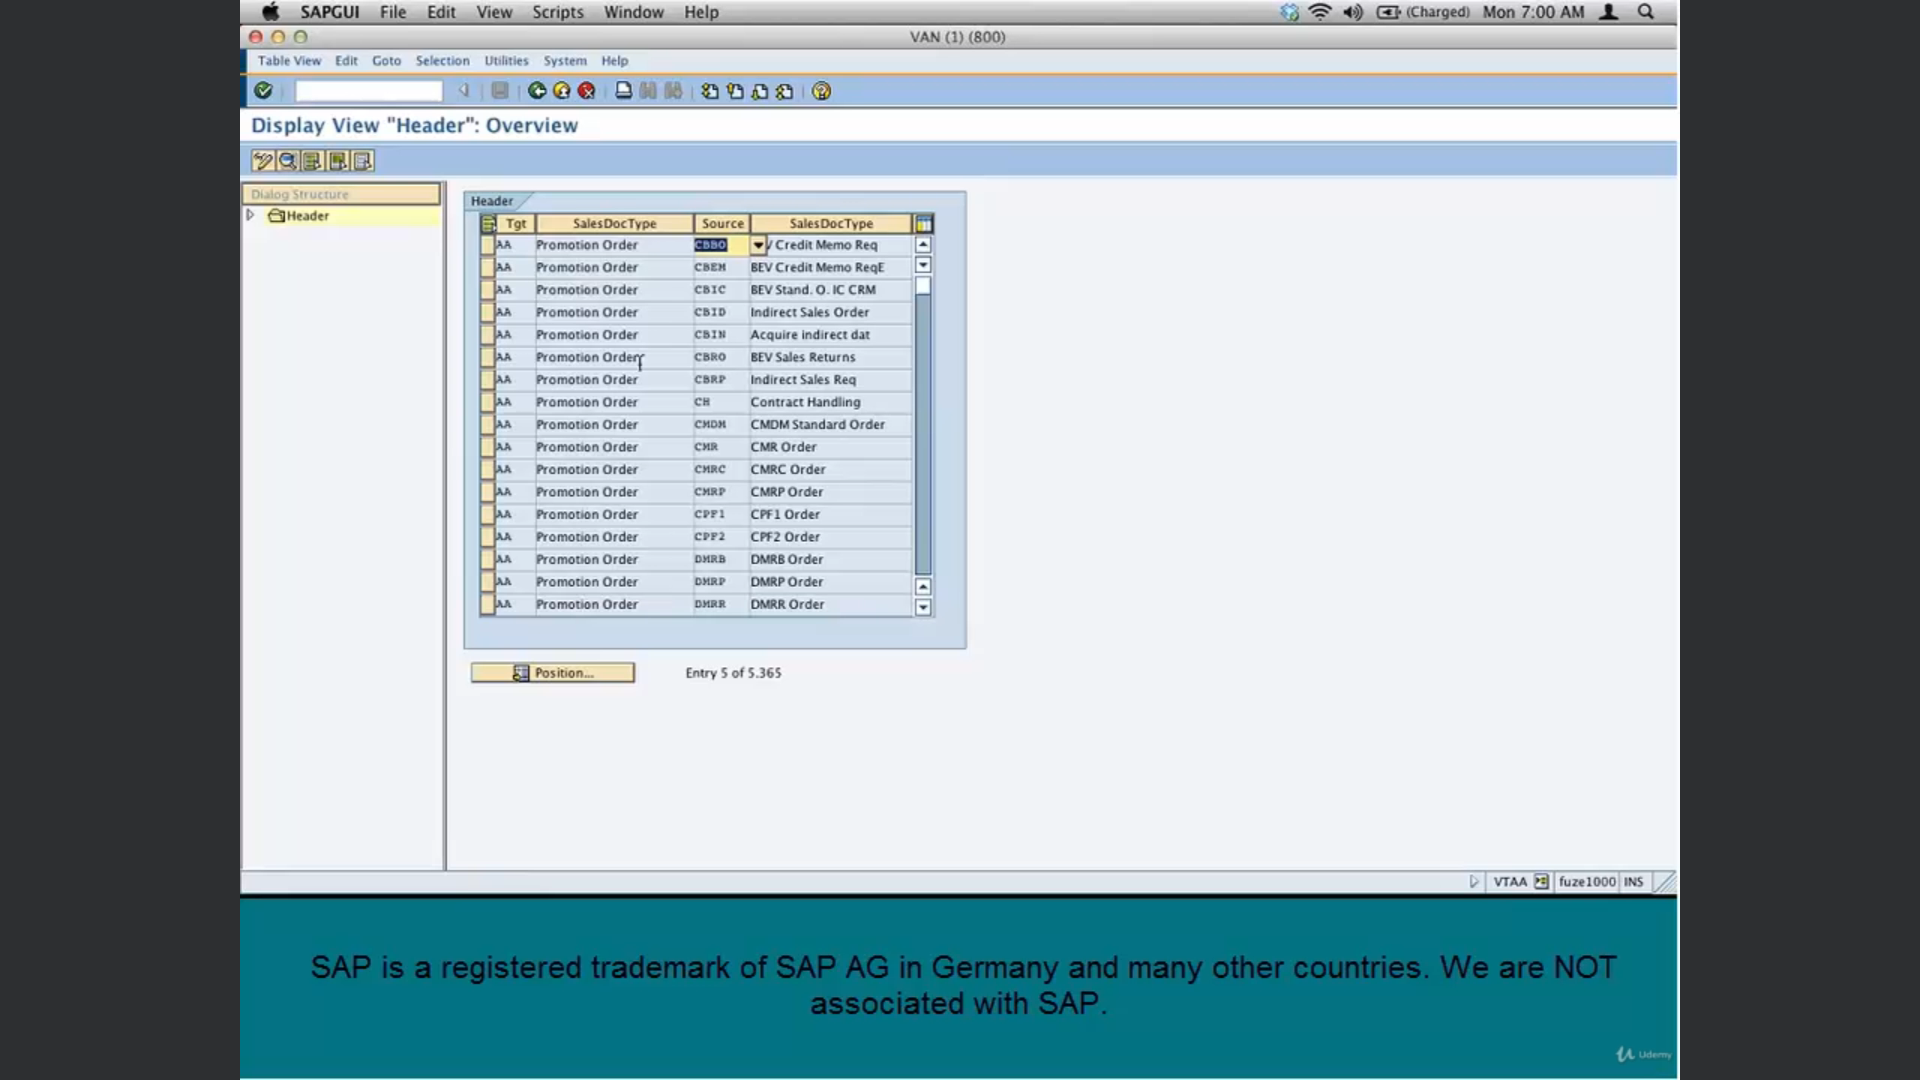 SAPGUI File Edit View Scripts Window Help (Charged) Mon 7:00 AM
VAN (1) (800)
Table View Edit Goto Selection Utilities System Help
Display View "Header": Overview
Dialog Structure
Header
Header
Tgt SalesDocType Source SalesDocType
AA Promotion Order CBBO / Credit Memo Req
AA Promotion Order CBEM BEV Credit Memo ReqE
AA Promotion Order CBIC BEV Stand. O. IC CRM
AA Promotion Order CBID Indirect Sales Order
AA Promotion Order CBIN Acquire indirect dat
AA Promotion Order CBRO BEV Sales Returns
AA Promotion Order CBRP Indirect Sales Req
AA Promotion Order CH Contract Handling
AA Promotion Order CMDM CMDM Standard Order
AA Promotion Order CMR CMR Order
AA Promotion Order CMRC CMRC Order
AA Promotion Order CMRP CMRP Order
AA Promotion Order CPF1 CPF1 Order
AA Promotion Order CPF2 CPF2 Order
AA Promotion Order DMRB DMRB Order
AA Promotion Order DMRP DMRP Order
AA Promotion Order DMRR DMRR Order
Position... Entry 5 of 5.365
VTAA fuze1000 INS
SAP is a registered trademark of SAP AG in Germany and many other countries. We are NOT
associated with SAP.
Udemy